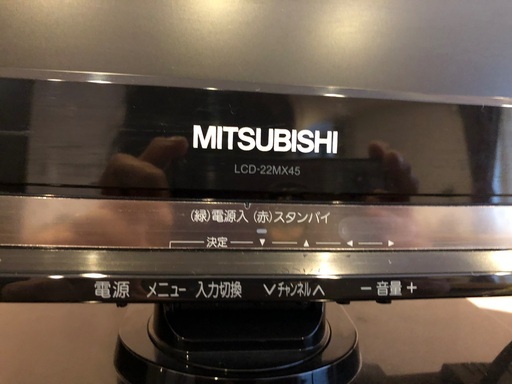 MITSUBISHI
LCD-22MX45
(緑)電源入 (赤)スタンバイ
決定 ▼ ▲ ◀ ▶
電源 メニュー 入力切換 ∨チャンネル∧ −音量+